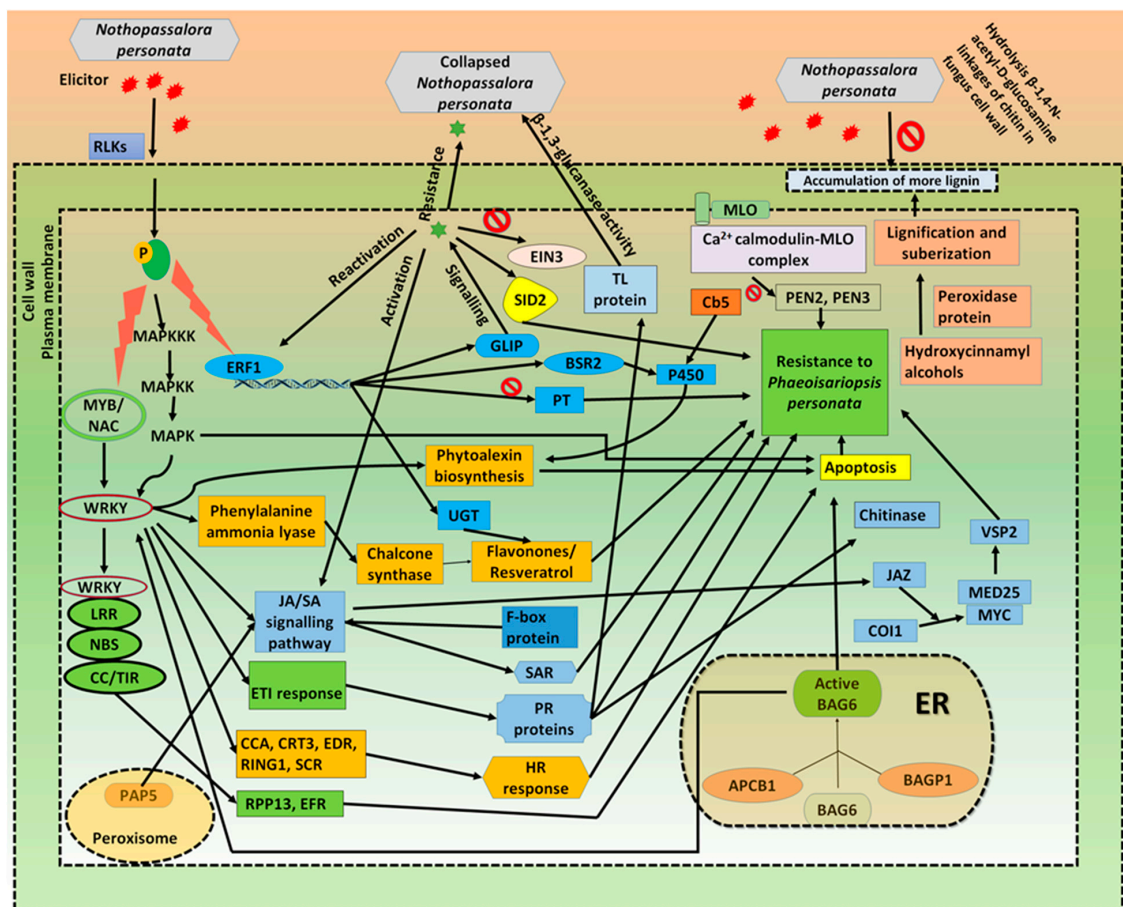 Nothopassalora
personata
Elicitor
RLKs
Collapsed
Nothopassalora
personata
Nothopassalora
personata
Hydrolysis β-1,4-N-
acetyl-D-glucosamine
linkages of chitin in
fungus cell wall
Accumulation of more lignin
Cell wall
Plasma membrane
P
MAPKKK
MAPKK
MAPK
MYB/
NAC
WRKY
WRKY
LRR
NBS
CC/TIR
PAP5
Peroxisome
Resistance
Reactivation
Activation
Signalling
β-1,3-glucanase activity
EIN3
SID2
GLIP
ERF1
BSR2
PT
P450
Cb5
TL
protein
MLO
Ca²⁺ calmodulin-MLO
complex
PEN2, PEN3
Resistance to
Phaeoisariopsis
personata
Lignification and
suberization
Peroxidase
protein
Hydroxycinnamyl
alcohols
Apoptosis
Phytoalexin
biosynthesis
Phenylalanine
ammonia lyase
UGT
Chalcone
synthase
Flavonones/
Resveratrol
Chitinase
VSP2
JAZ
MED25
MYC
COI1
JA/SA
signalling
pathway
F-box
protein
SAR
ETI response
PR
proteins
CCA, CRT3, EDR,
RING1, SCR
HR
response
RPP13, EFR
Active
BAG6
ER
APCB1
BAGP1
BAG6